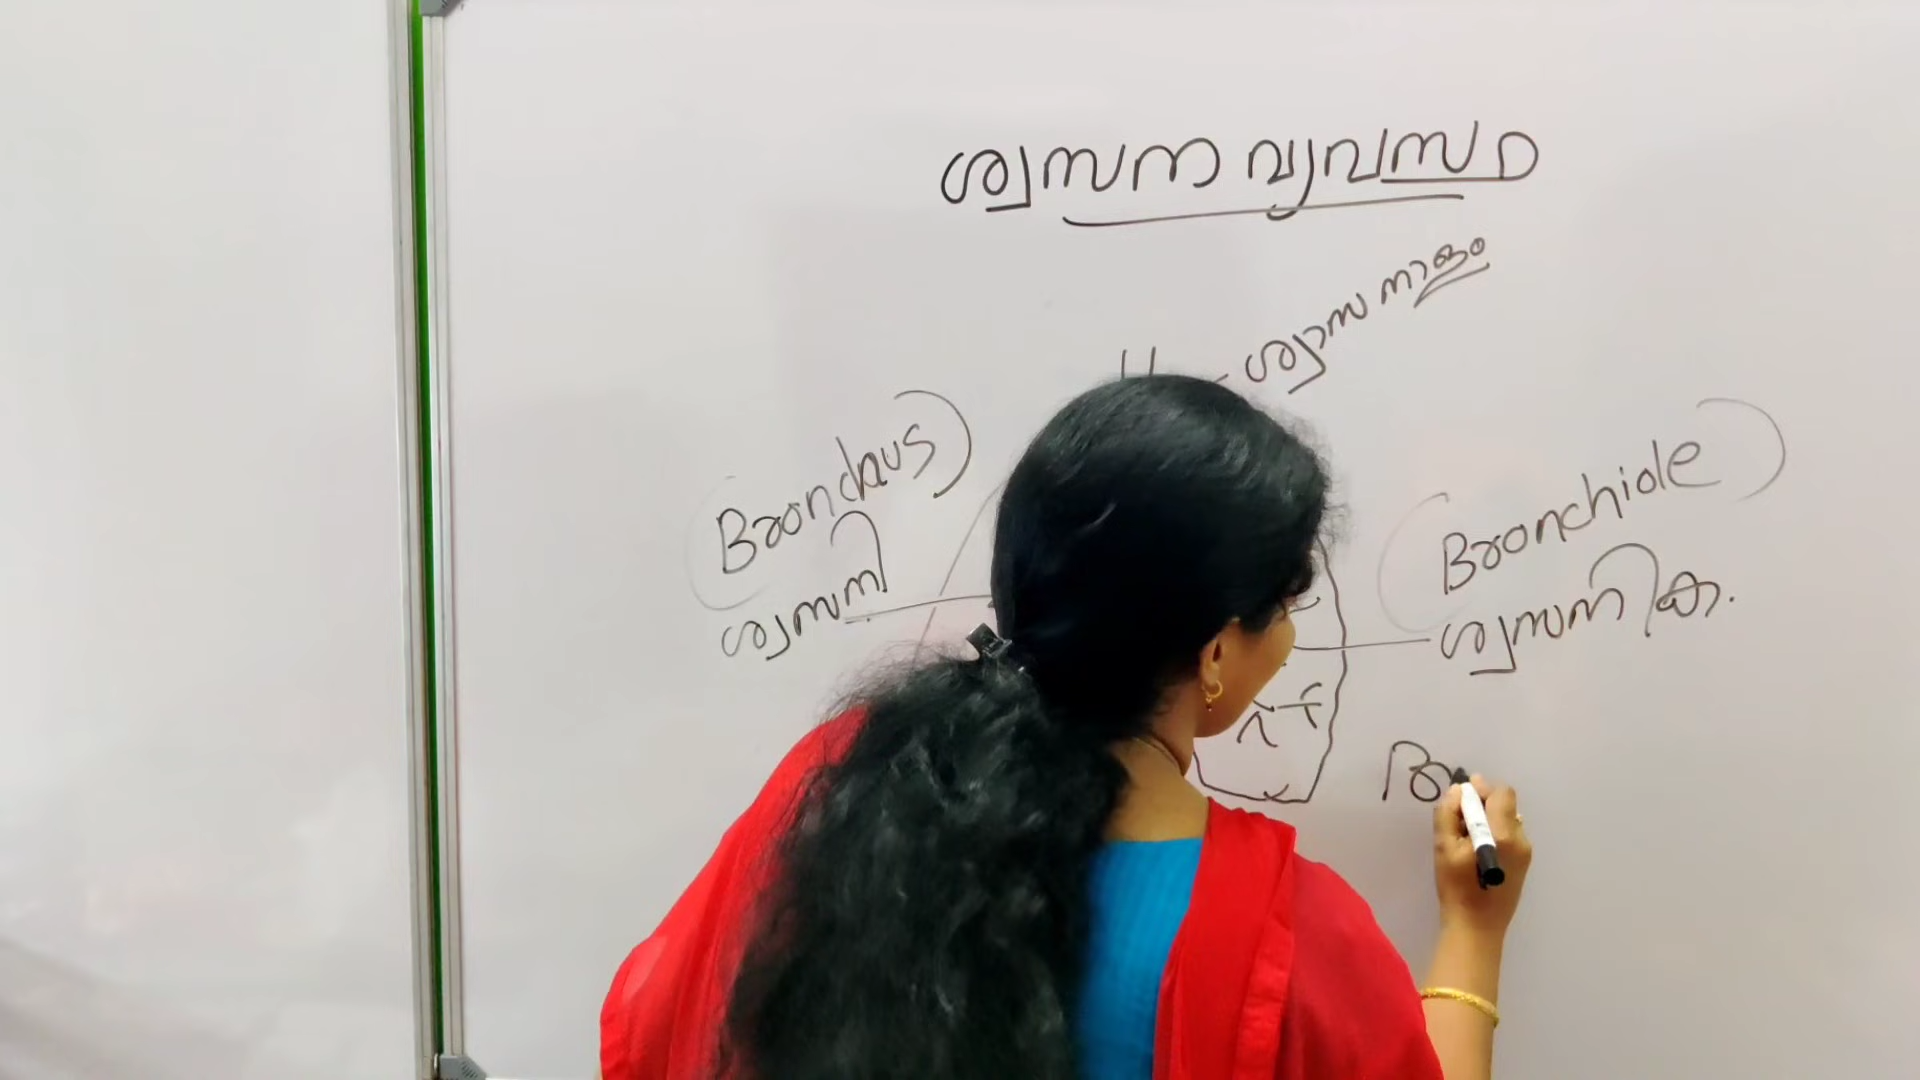 ശ്വസന വ്യവസ്ഥ
ശ്വാസനാളം
(Bronchus)
ശ്വസനി
(Bronchiole)
ശ്വസനിക.